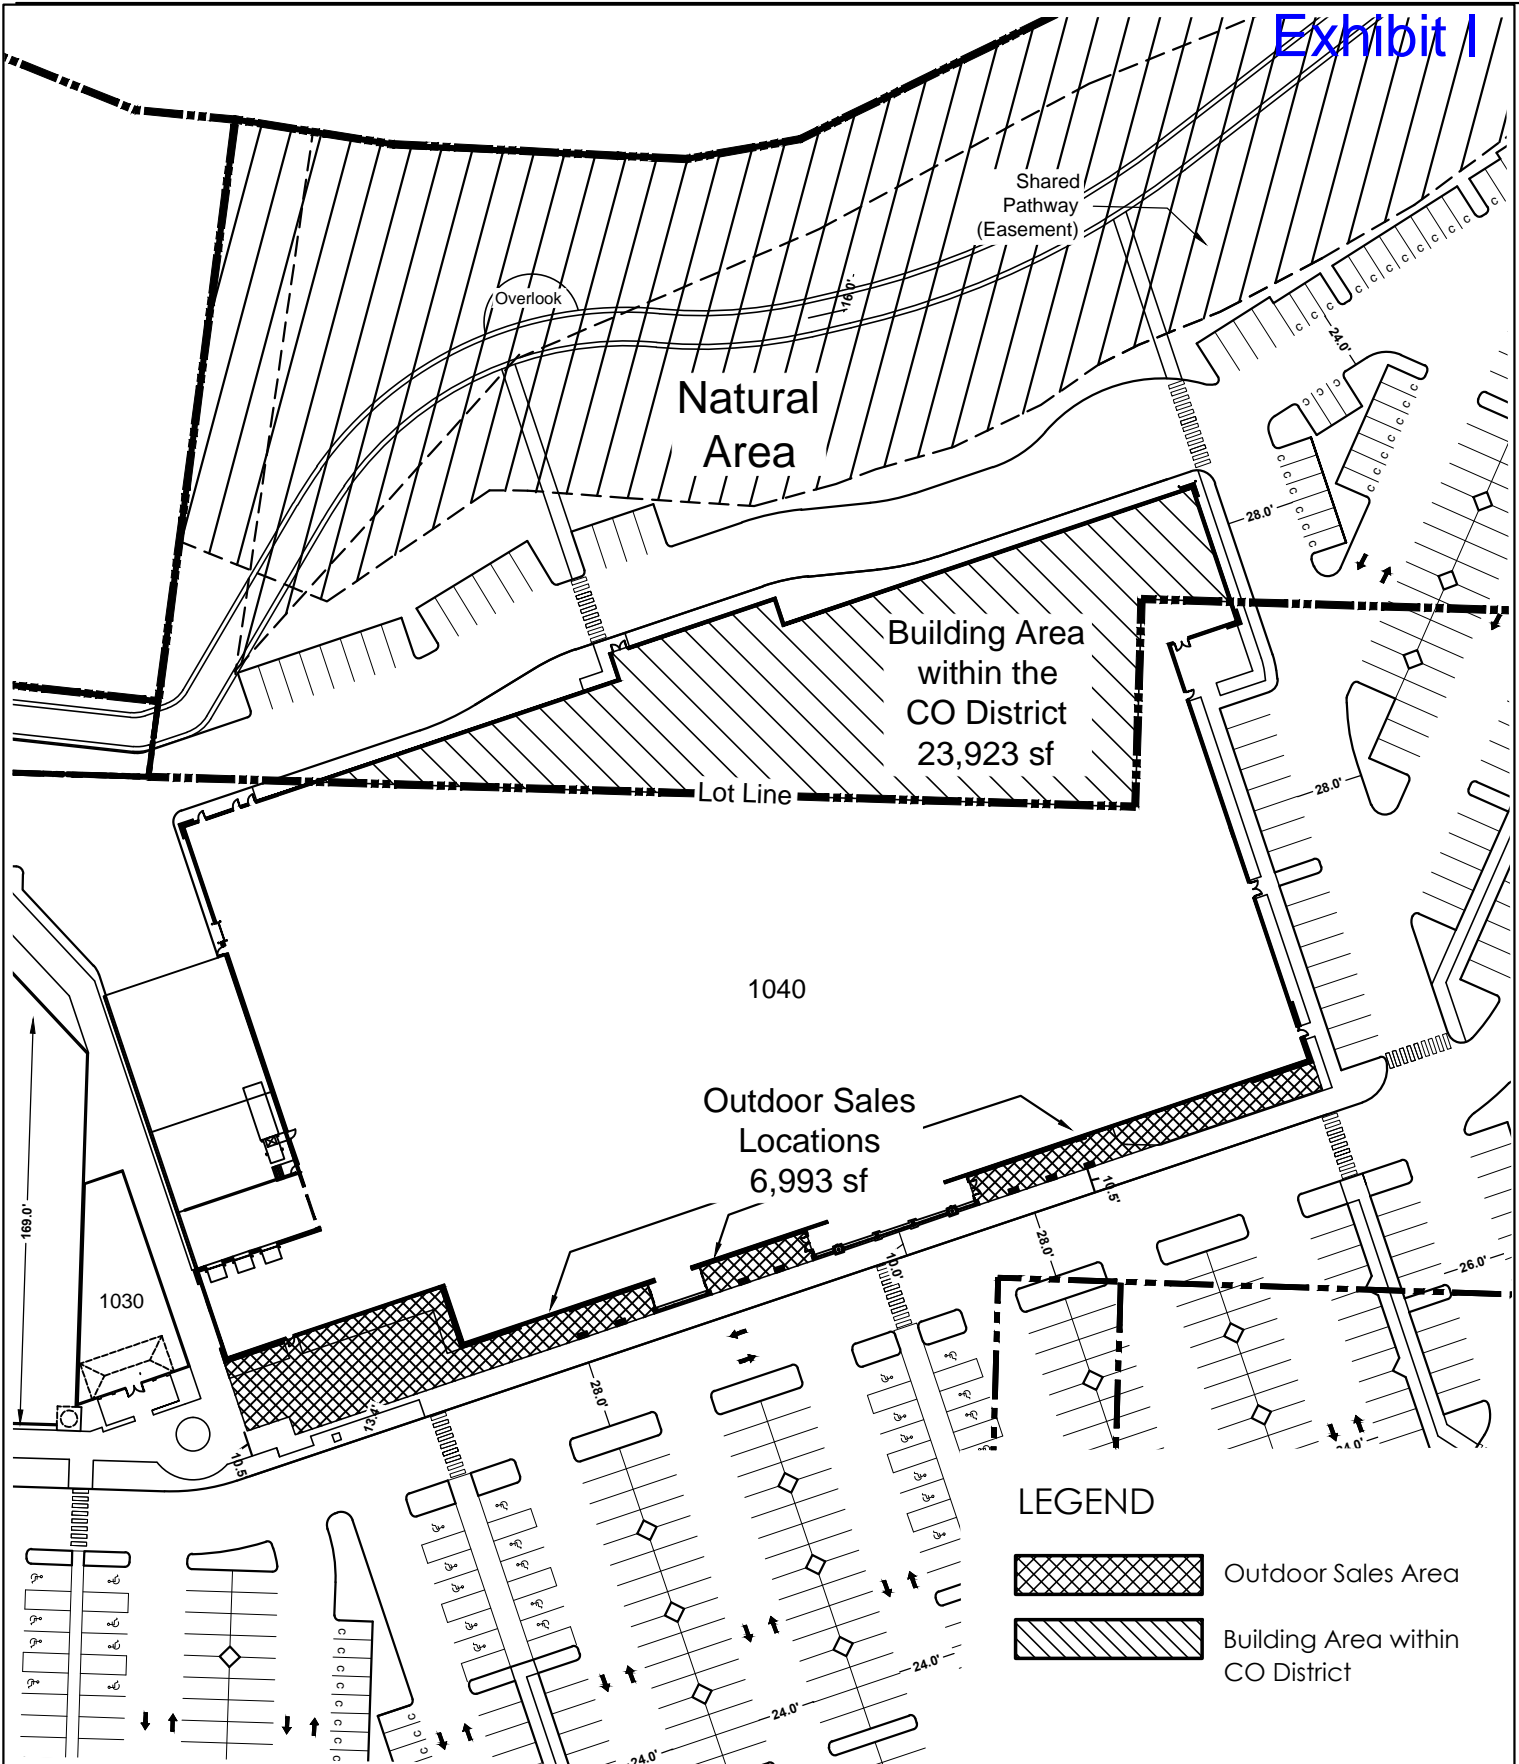 Exhibit I
Shared
Pathway
(Easement)
Overlook
16.0'
24.0'
Natural
Area
28.0'
Building Area
within the
CO District
23,923 sf
28.0'
Lot Line
1040
Outdoor Sales
Locations
6,993 sf
169.0'
10.5'
28.0'
10.0'
26.0'
1030
28.0'
13.4'
10.5'
24.0'
LEGEND
Outdoor Sales Area
Building Area within
CO District
24.0'
24.0'
24.0'